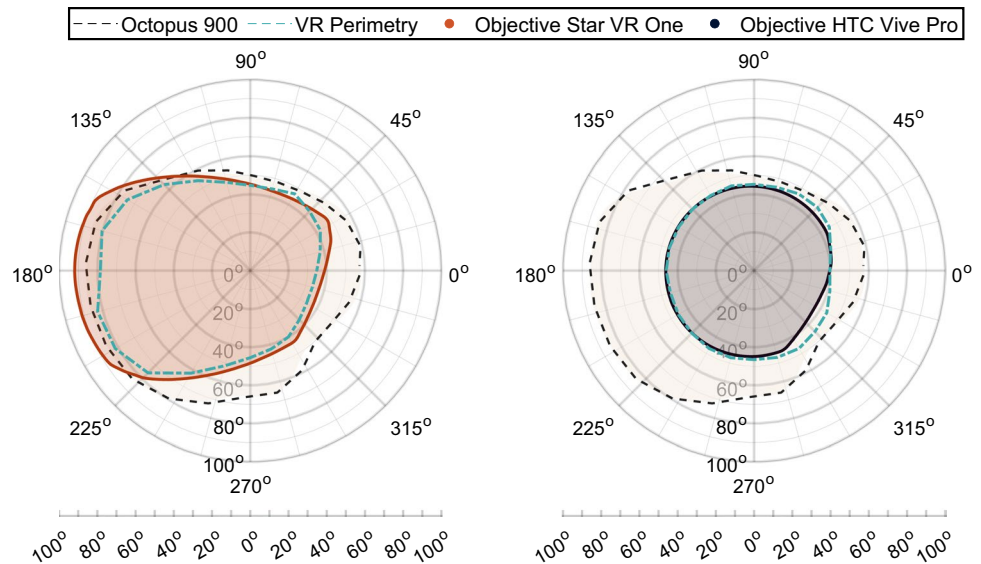 Octopus 900 VR Perimetry Objective Star VR One Objective HTC Vive Pro
90° 90°
135° 45° 135° 45°
180° 0° 0° 180° 0° 0°
20° 20°
40° 40°
60° 60°
225° 80° 315° 225° 80° 315°
100° 100°
270° 270°
100° 80° 60° 40° 20° 0° 20° 40° 60° 80° 100° 100° 80° 60° 40° 20° 0° 20° 40° 60° 80° 100°